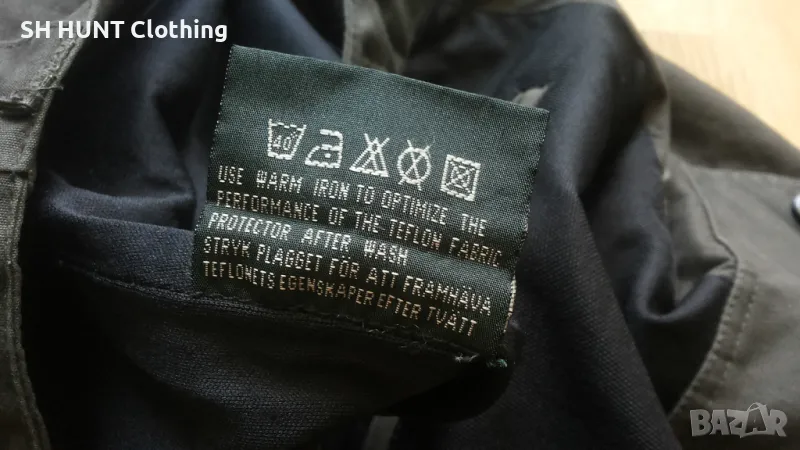 SH HUNT Clothing
40
USE WARM IRON TO OPTIMIZE THE
PERFORMANCE OF THE TEFLON FABRIC
PROTECTOR AFTER WASH
STRYK PLAGGET FÖR ATT FRAMHÄVA
TEFLONETS EGENSKAPER EFTER TVÄTT
BAZAR